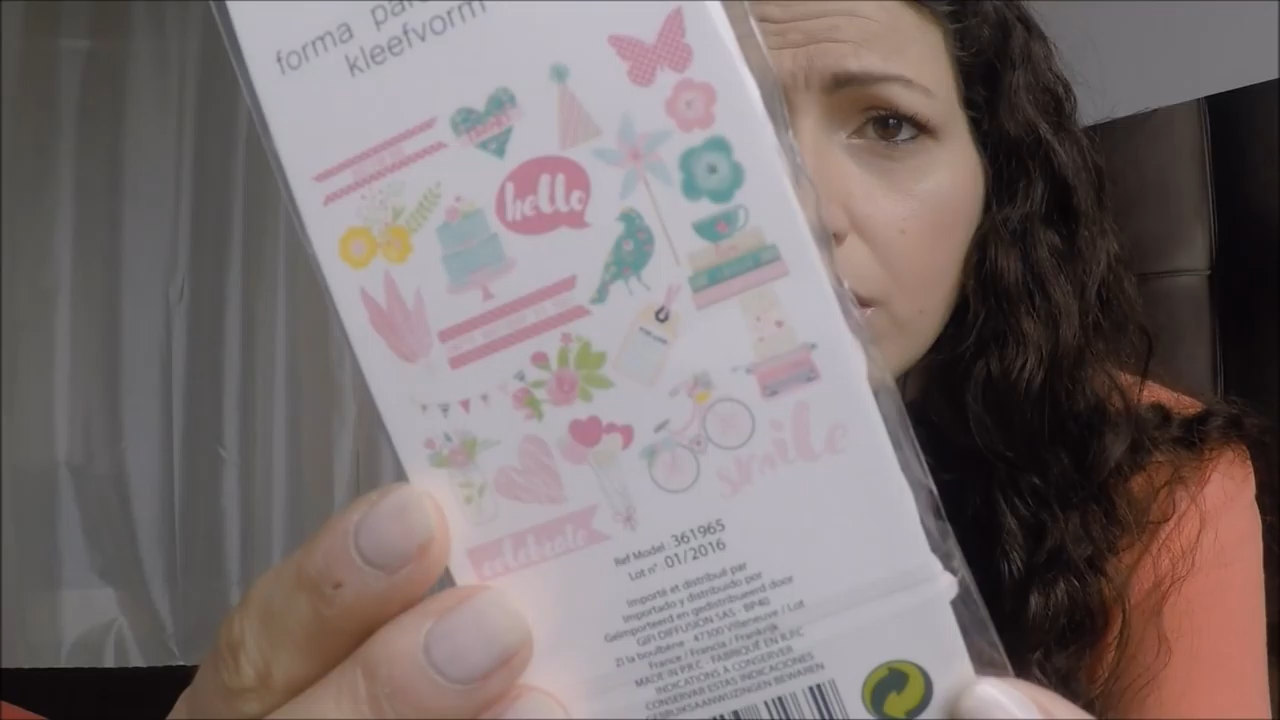 forma
kleefvorm
hello
smile
celebrate
Ref Model : 361965
Lot n° : 01/2016
Importé et distribué par
Importado y distribuido por
Geïmporteerd en gedistribueerd door
GIFI DIFFUSION SAS - BP40
ZI la boulbène - 47300 Villeneuve / Lot
France / Francia / Frankrijk
MADE IN P.R.C - FABRIQUÉ EN R.P.C
INDICATIONS À CONSERVER
CONSERVAR ESTAS INDICACIONES
GEBRUIKSAANWIJZINGEN BEWAREN